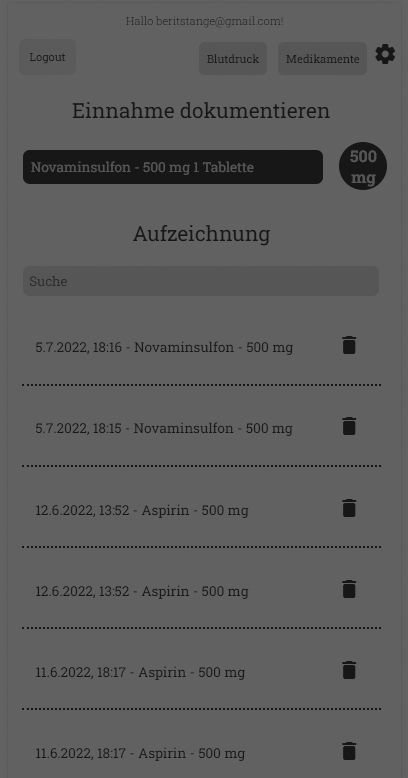 Hallo beritstange@gmail.com!
Logout
Blutdruck
Medikamente
Einnahme dokumentieren
Novaminsulfon - 500 mg 1 Tablette
500
mg
Aufzeichnung
Suche
5.7.2022, 18:16 - Novaminsulfon - 500 mg
5.7.2022, 18:15 - Novaminsulfon - 500 mg
12.6.2022, 13:52 - Aspirin - 500 mg
12.6.2022, 13:52 - Aspirin - 500 mg
11.6.2022, 18:17 - Aspirin - 500 mg
11.6.2022, 18:17 - Aspirin - 500 mg